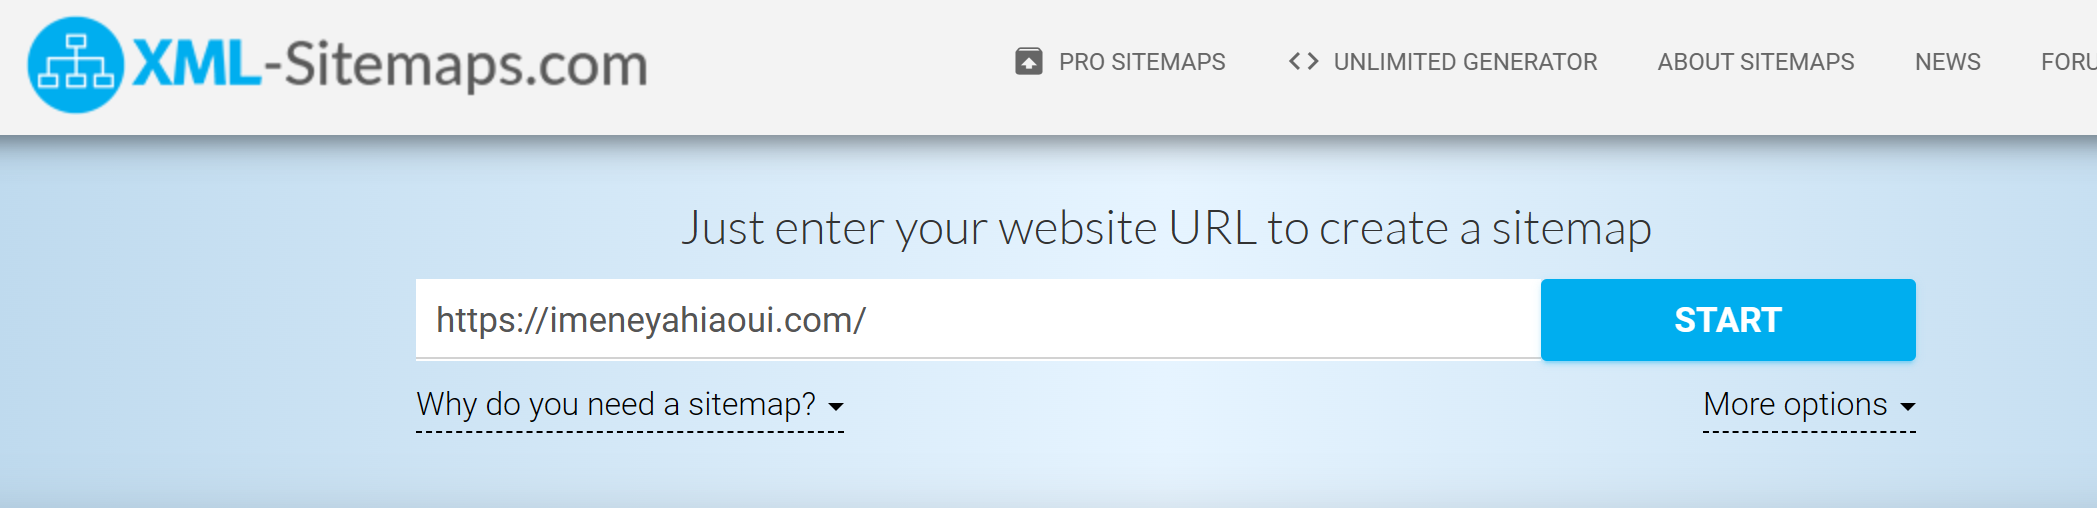 XML-Sitemaps.com
PRO SITEMAPS
UNLIMITED GENERATOR
ABOUT SITEMAPS
NEWS
FORU
Just enter your website URL to create a sitemap
https://imeneyahiaoui.com/
START
Why do you need a sitemap?
More options